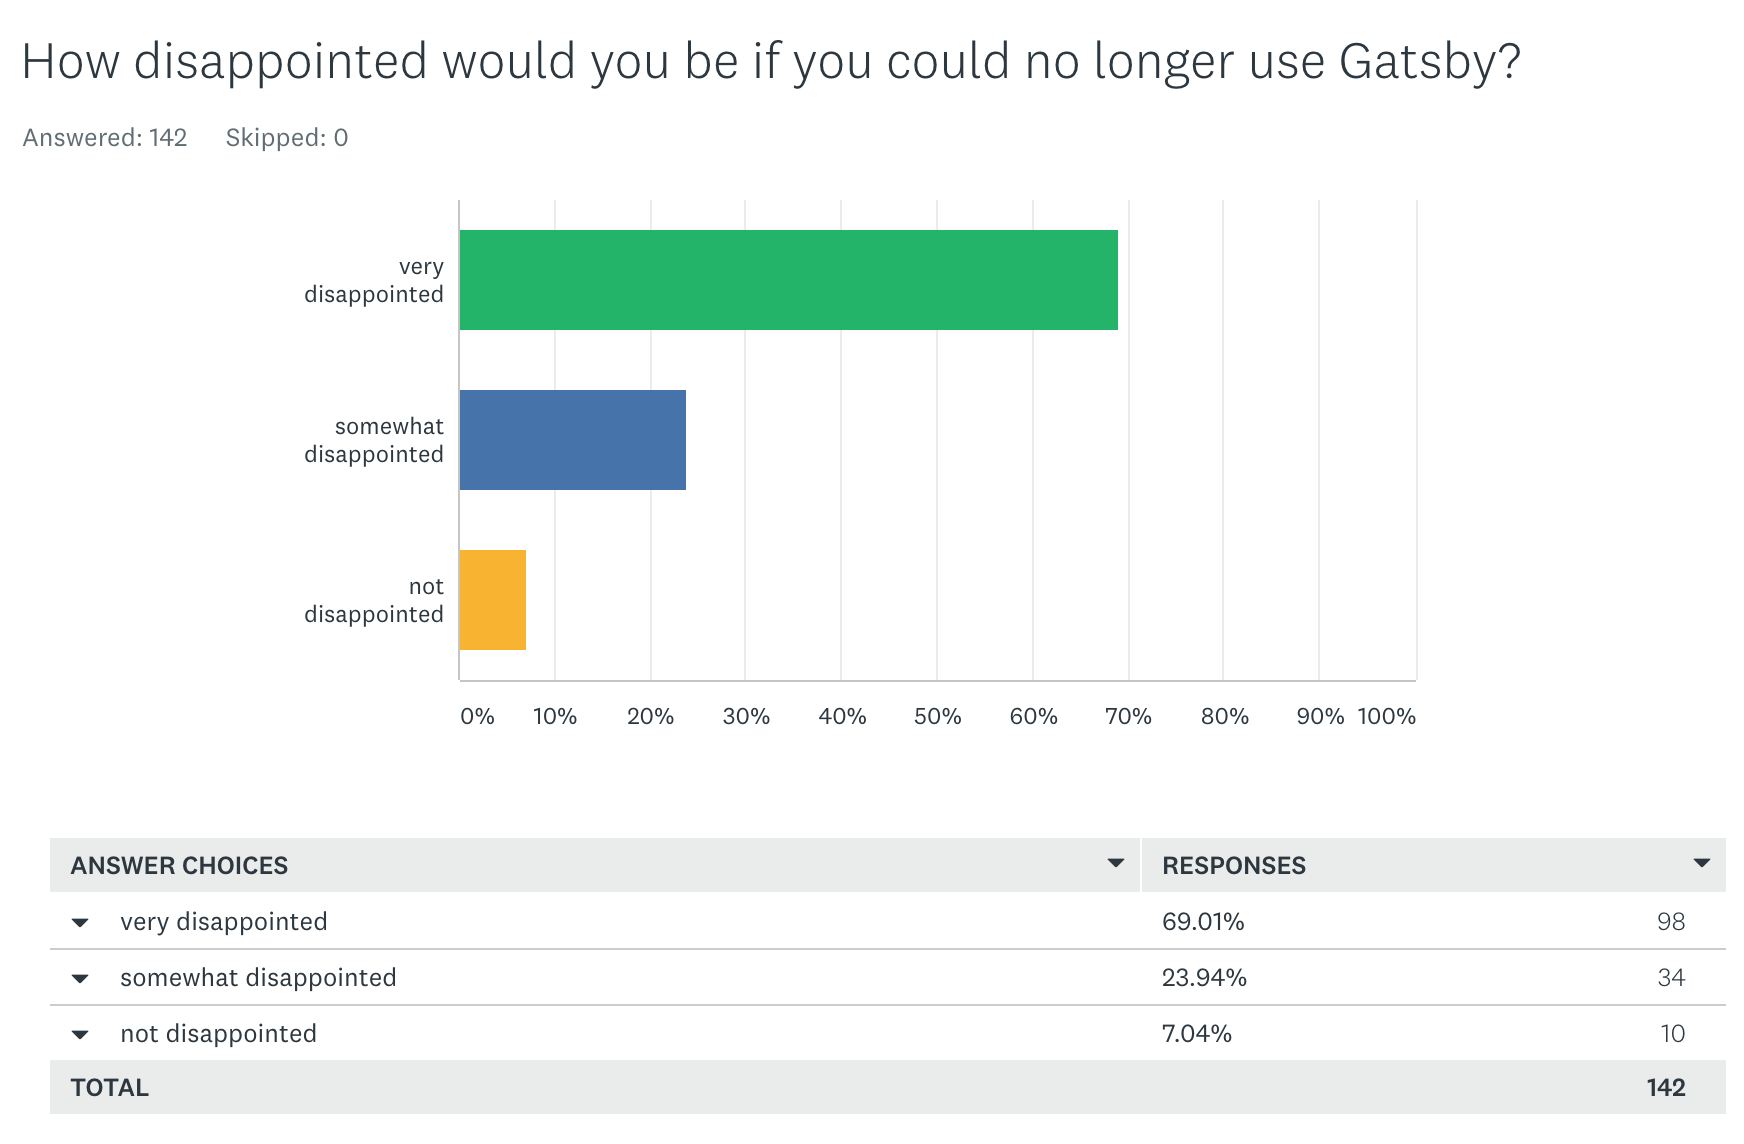 How disappointed would you be if you could no longer use Gatsby?
Answered: 142 Skipped: 0
very
disappointed
somewhat
disappointed
not
disappointed
0% 10% 20% 30% 40% 50% 60% 70% 80% 90% 100%
ANSWER CHOICES RESPONSES
very disappointed 69.01% 98
somewhat disappointed 23.94% 34
not disappointed 7.04% 10
TOTAL 142